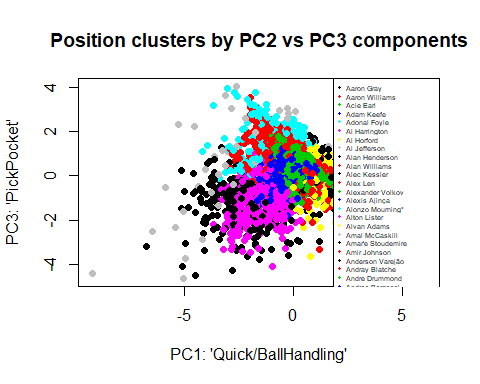 Position clusters by PC2 vs PC3 components
PC3: 'PickPocket'
4
2
0
-2
-4
Aaron Gray
Aaron Williams
Acie Earl
Adam Keefe
Adonal Foyle
Al Harrington
Al Horford
Al Jefferson
Alan Henderson
Alan Williams
Alec Kessler
Alex Len
Alexander Volkov
Alexis Ajinça
Alonzo Mourning*
Alton Lister
Alvan Adams
Amal McCaskill
Amar'e Stoudemire
Amir Johnson
Anderson Varejão
Andray Blatche
Andre Drummond
-5
0
5
PC1: 'Quick/BallHandling'